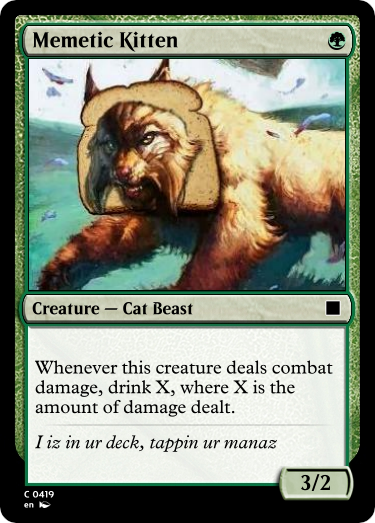 Memetic Kitten
Creature — Cat Beast
Whenever this creature deals combat
damage, drink X, where X is the
amount of damage dealt.
I iz in ur deck, tappin ur manaz
3/2
C 0419
en